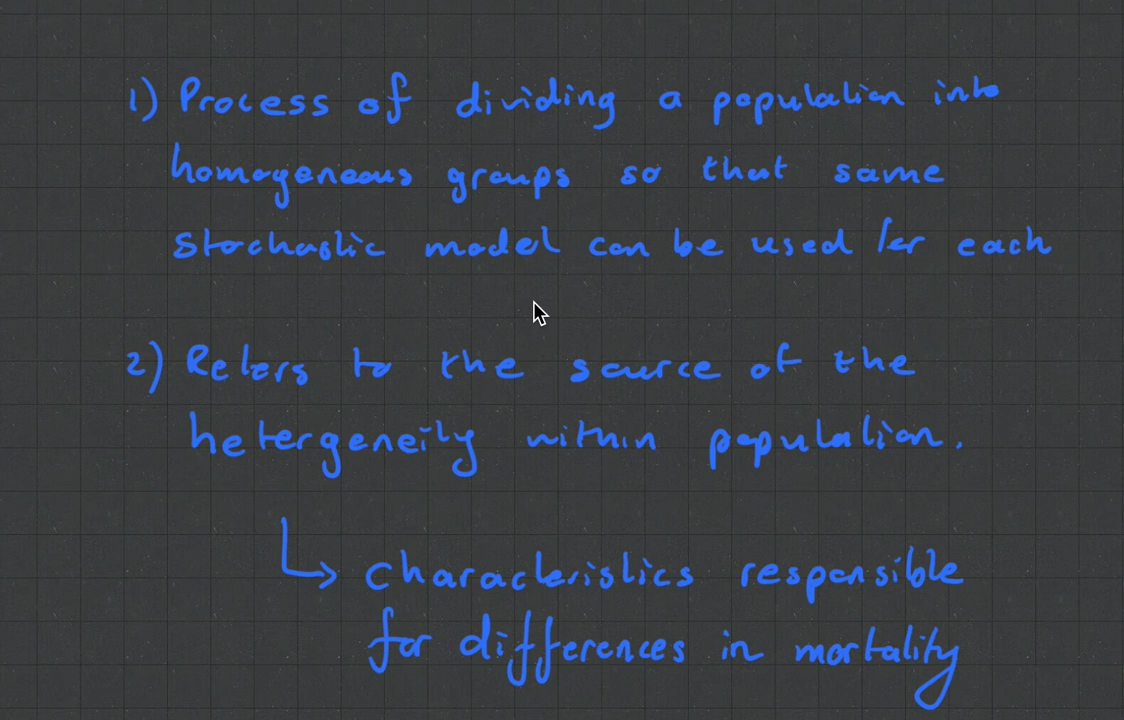 1) Process of dividing a population into
homogeneous groups so that same
stochastic model can be used for each
2) Refers to the source of the
hetergeneity within population.
↳ characteristics responsible
for differences in mortality